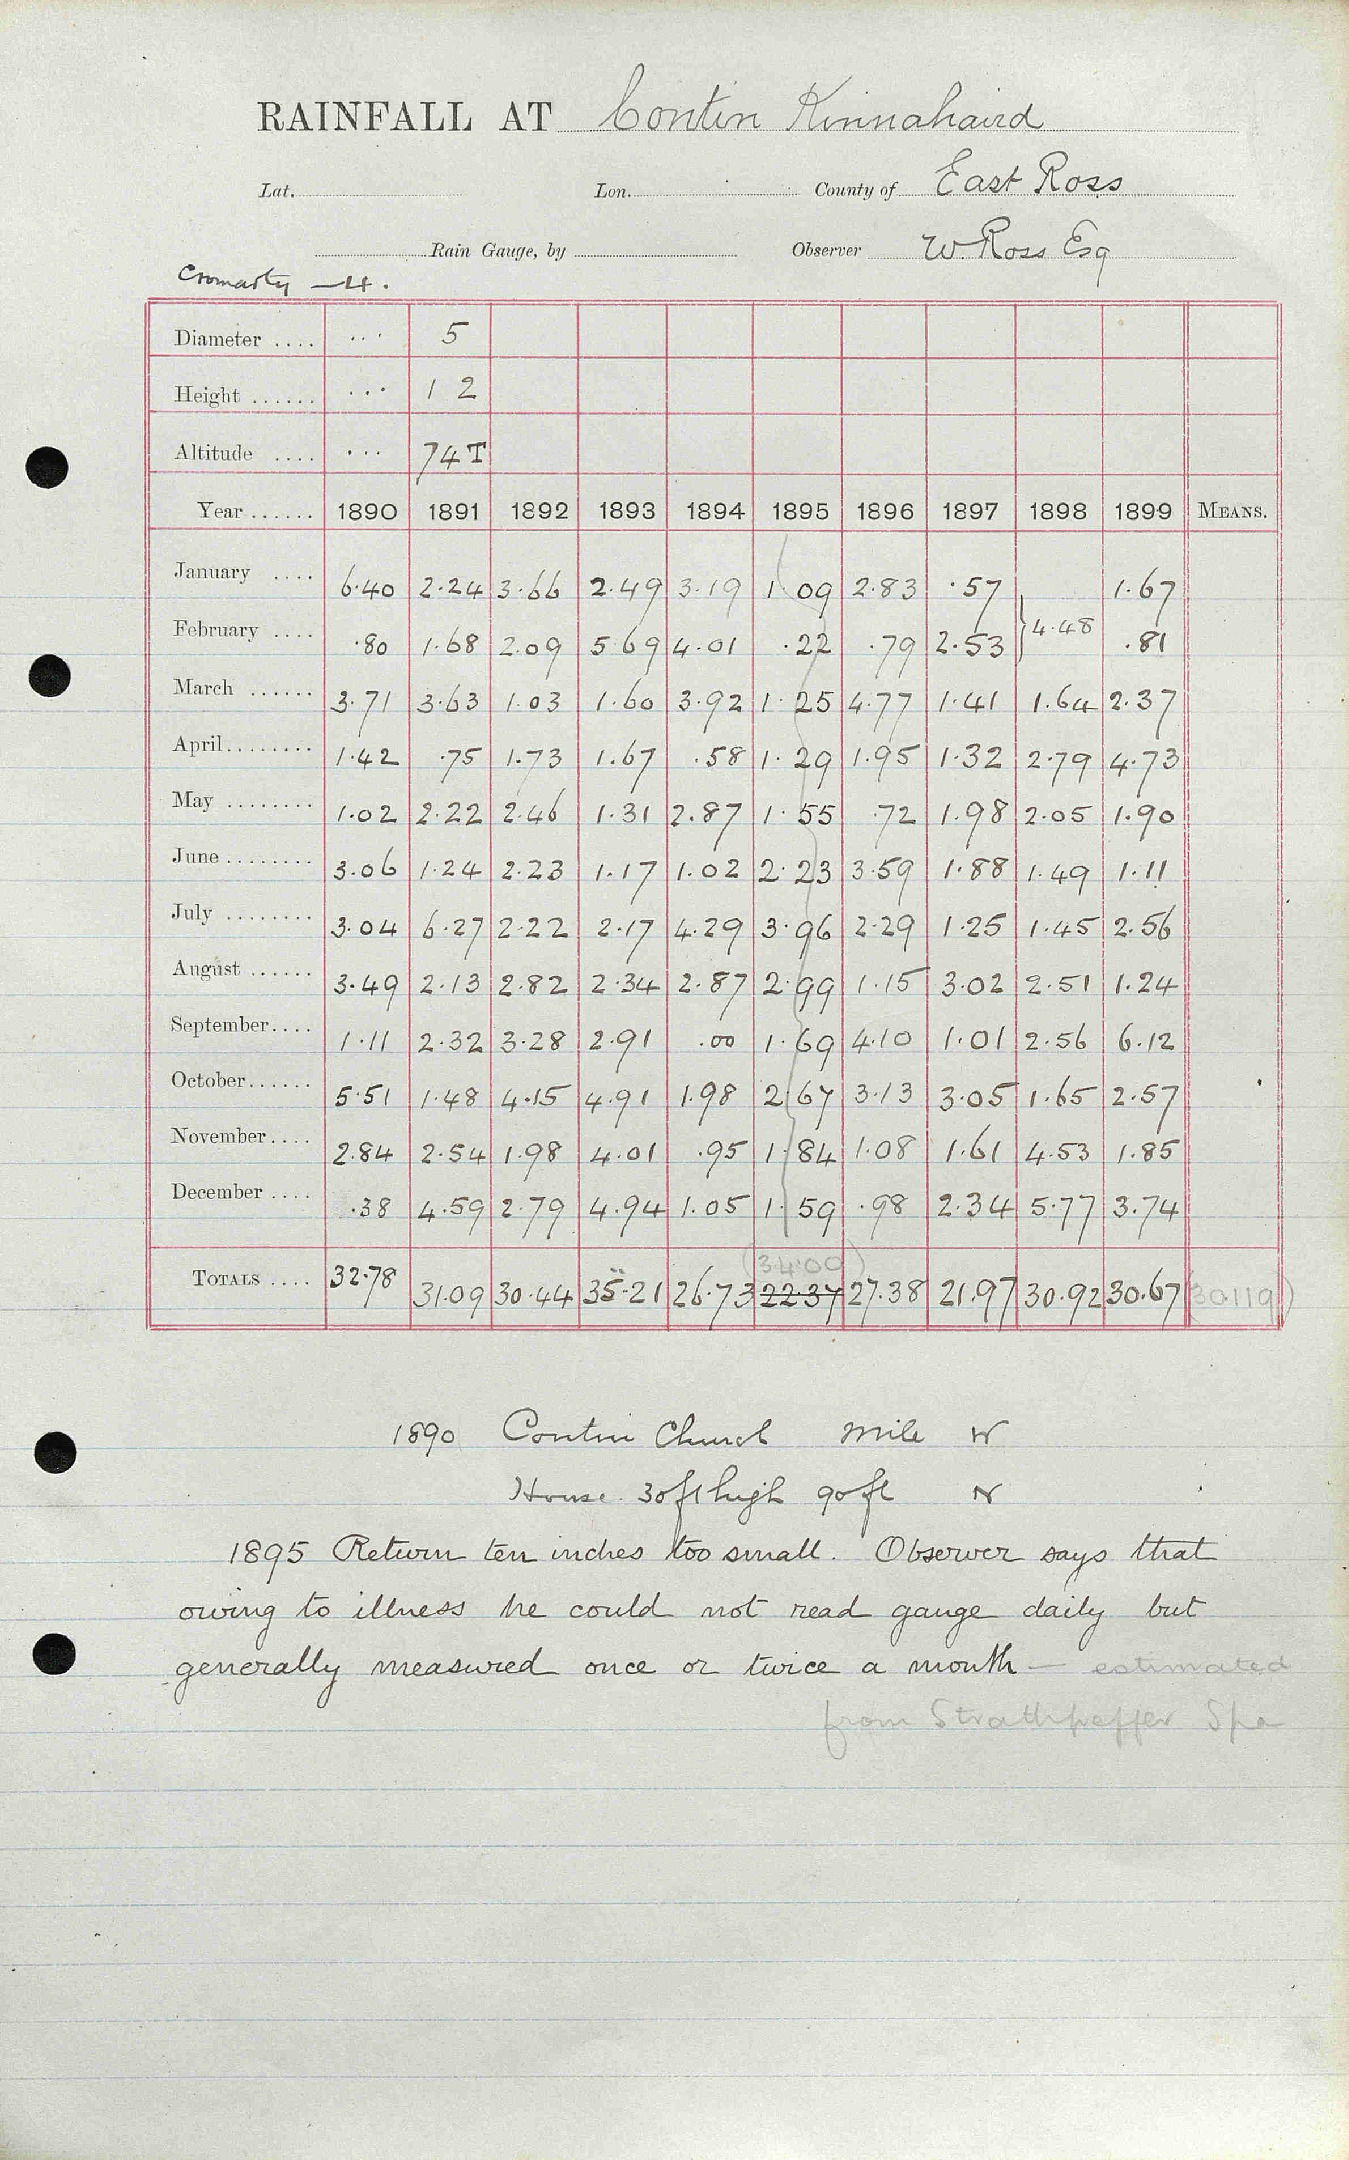 RAINFALL AT Contin Kinnahaird
Lat. Lon. County of East Ross
Rain Gauge, by Observer W. Ross Esq
Cromarty —4.
Diameter .... ... 5
Height ...... ... 1 2
Altitude .... ... 74T
Year ...... 1890 1891 1892 1893 1894 1895 1896 1897 1898 1899 MEANS.
January .... 6.40 2.24 3.66 2.49 3.19 1.09 2.83 .57 1.67
February .... .80 1.68 2.09 5.69 4.01 .22 .79 2.53 } 4.48 .81
March ...... 3.71 3.63 1.03 1.60 3.92 1.25 4.77 1.41 1.64 2.37
April........ 1.42 .75 1.73 1.67 .58 1.29 1.95 1.32 2.79 4.73
May ........ 1.02 2.22 2.46 1.31 2.87 1.55 .72 1.98 2.05 1.90
June ........ 3.06 1.24 2.23 1.17 1.02 2.23 3.59 1.88 1.49 1.11
July ........ 3.04 6.27 2.22 2.17 4.29 3.96 2.29 1.25 1.45 2.56
August ...... 3.49 2.13 2.82 2.34 2.87 2.99 1.15 3.02 2.51 1.24
September.... 1.11 2.32 3.28 2.91 .00 1.69 4.10 1.01 2.56 6.12
October...... 5.51 1.48 4.15 4.91 1.98 2.67 3.13 3.05 1.65 2.57
November.... 2.84 2.54 1.98 4.01 .95 1.84 1.08 1.61 4.53 1.85
December .... .38 4.59 2.79 4.94 1.05 1.59 .98 2.34 5.77 3.74
(34.00)
TOTALS .... 32.78 31.09 30.44 35.21 26.73 22.37 27.38 21.97 30.92 30.67 (30.119)
1890 Contin Church Mile W
House 30ft high 90ft N
1895 Return ten inches too small. Observer says that
owing to illness he could not read gauge daily but
generally measured once or twice a month — estimated
from Strathpeffer Spa